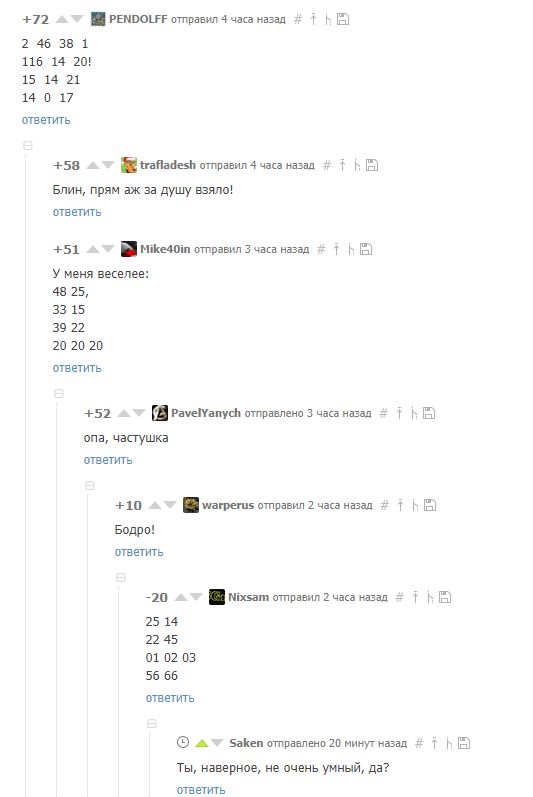 +72 PENDOLFF отправил 4 часа назад #
2 46 38 1
116 14 20!
15 14 21
14 0 17
ответить
+58 trafladesh отправил 4 часа назад #
Блин, прям аж за душу взяло!
ответить
+51 Mike40in отправил 3 часа назад #
У меня веселее:
48 25,
33 15
39 22
20 20 20
ответить
+52 PavelYanych отправлено 3 часа назад #
опа, частушка
ответить
+10 warperus отправил 2 часа назад #
Бодро!
ответить
-20 Nixsam отправил 2 часа назад #
25 14
22 45
01 02 03
56 66
ответить
Saken отправлено 20 минут назад #
Ты, наверное, не очень умный, да?
ответить